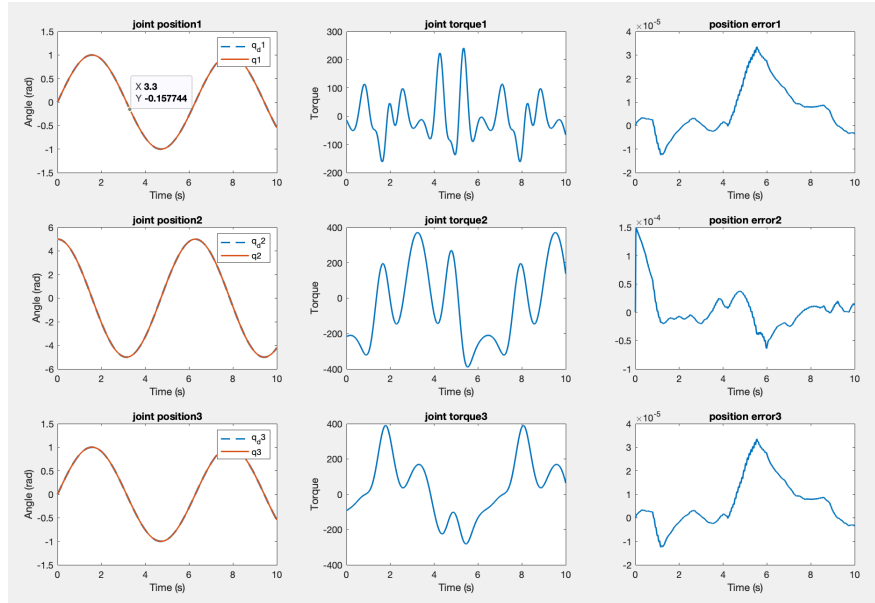 joint position1
1.5
1
0.5
0
-0.5
-1
-1.5
Angle (rad)
q_d1
q1
X 3.3
Y -0.157744
0 2 4 6 8 10
Time (s)
joint torque1
300
200
100
0
-100
-200
Torque
0 2 4 6 8 10
Time (s)
position error1
×10^-5
4
3
2
1
0
-1
-2
0 2 4 6 8 10
Time (s)
joint position2
6
4
2
0
-2
-4
-6
Angle (rad)
q_d2
q2
0 2 4 6 8 10
Time (s)
joint torque2
400
200
0
-200
-400
Torque
0 2 4 6 8 10
Time (s)
position error2
×10^-4
1.5
1
0.5
0
-0.5
-1
0 2 4 6 8 10
Time (s)
joint position3
1.5
1
0.5
0
-0.5
-1
-1.5
Angle (rad)
q_d3
q3
0 2 4 6 8 10
Time (s)
joint torque3
400
200
0
-200
-400
Torque
0 2 4 6 8 10
Time (s)
position error3
×10^-5
4
3
2
1
0
-1
-2
0 2 4 6 8 10
Time (s)